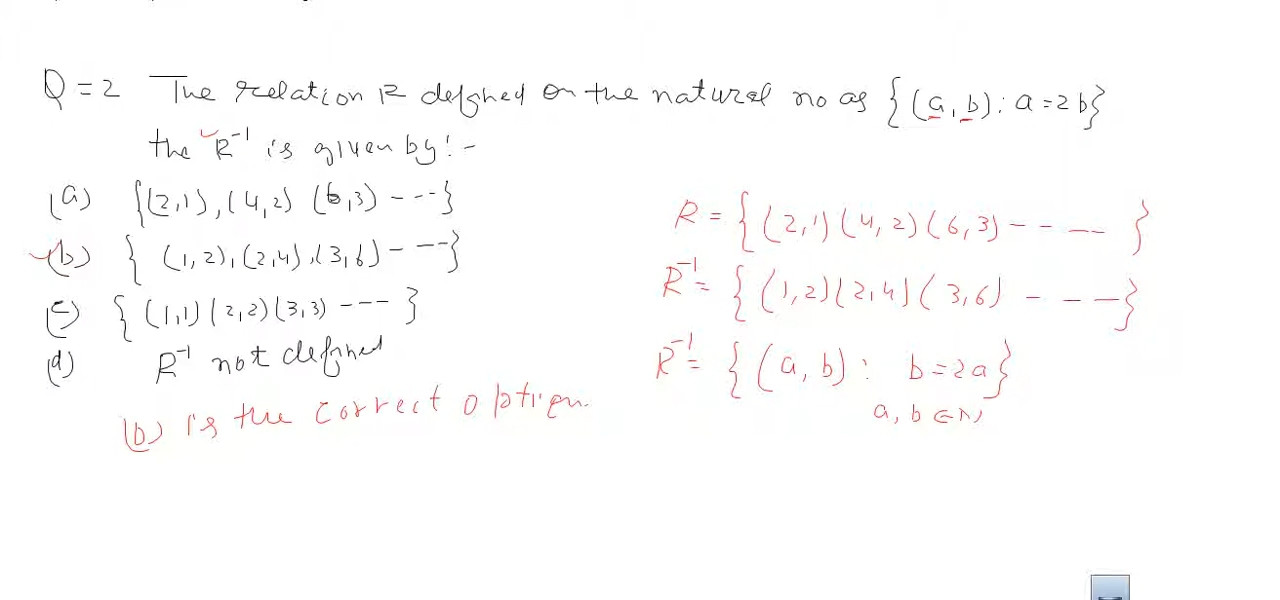 Q = 2 The relation R defined on the natural no as {(a, b) : a = 2b}
the R⁻¹ is given by :-
(a) {(2,1), (4,2) (6,3) - ---}
(b) { (1,2), (2,4), (3,6) - ---}
(c) { (1,1) (2,2) (3,3) ---- }
(d) R⁻¹ not defined
(b) is the correct option.
R = { (2,1) (4,2) (6,3) - - -- }
R⁻¹ = { (1,2) (2,4) (3,6) - - - }
R⁻¹ = { (a, b) : b = 2a}
a, b ∈ N